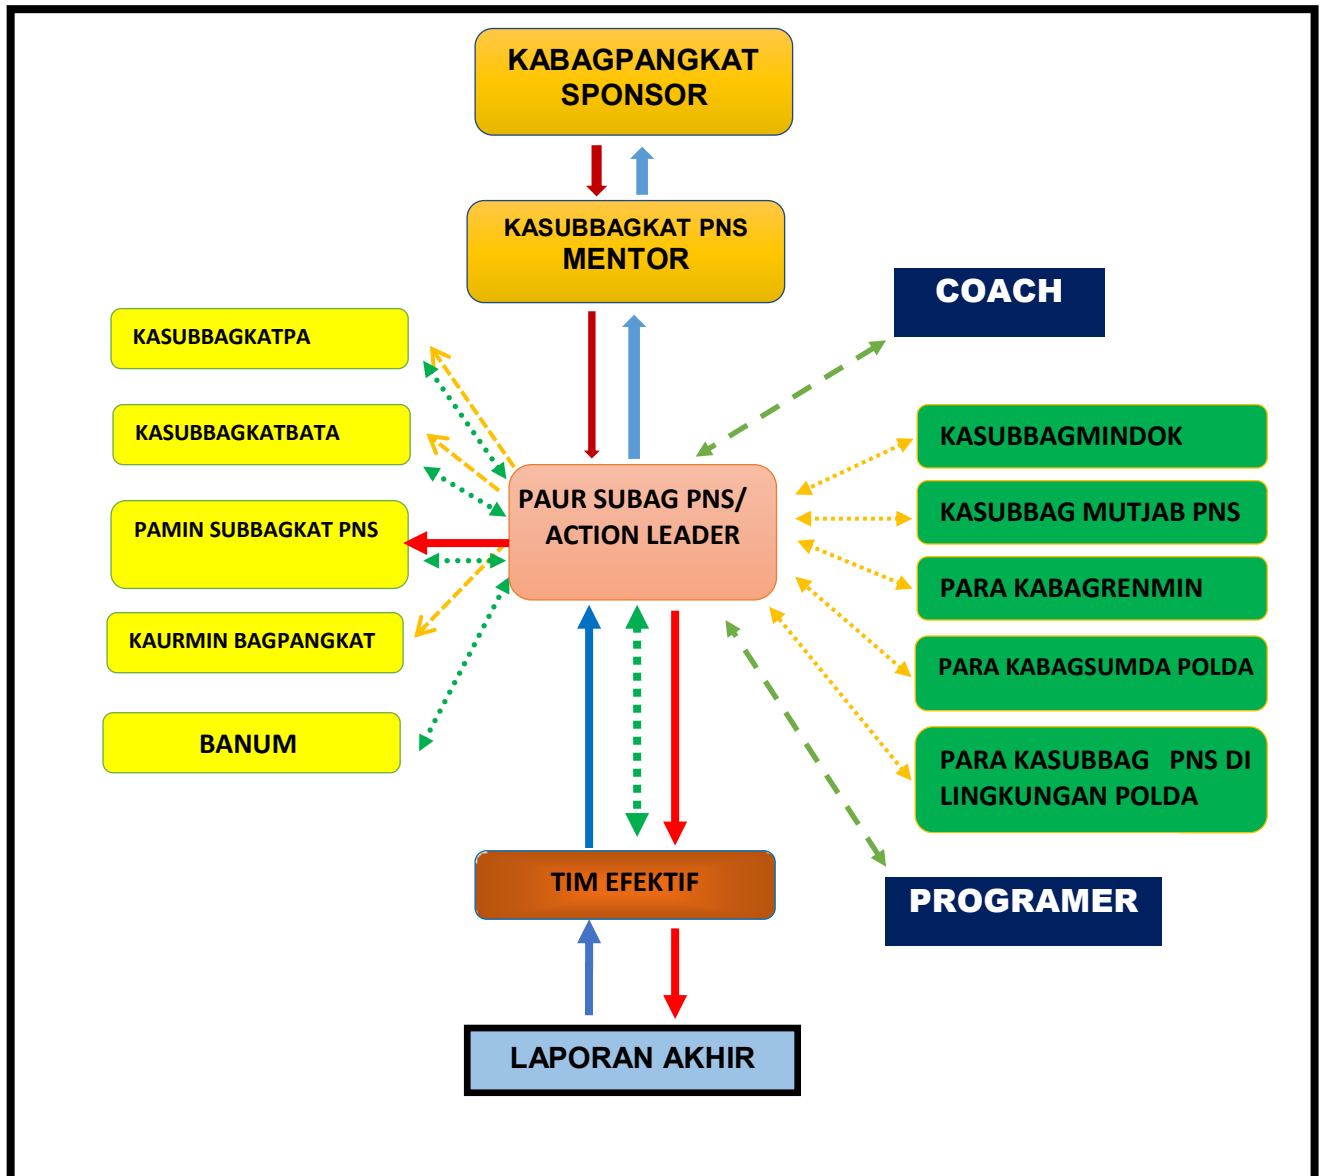 KABAGPANGKAT
SPONSOR
KASUBBAGKAT PNS
MENTOR
COACH
KASUBBAGKATPA
KASUBBAGKATBATA
PAMIN SUBBAGKAT PNS
KAURMIN BAGPANGKAT
BANUM
PAUR SUBAG PNS/
ACTION LEADER
KASUBBAGMINDOK
KASUBBAG MUTJAB PNS
PARA KABAGRENMIN
PARA KABAGSUMDA POLDA
PARA KASUBBAG PNS DI
LINGKUNGAN POLDA
TIM EFEKTIF
PROGRAMER
LAPORAN AKHIR